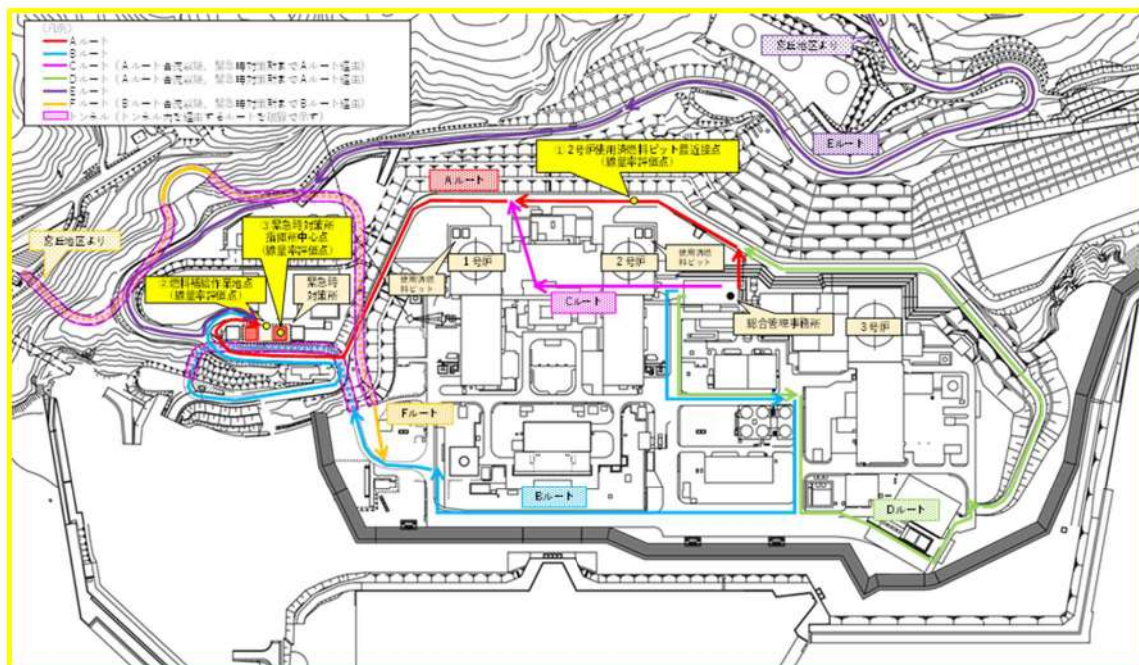 (凡例)
Aルート
Bルート
Cルート(Aルート合流以降、緊急時対策所までAルート経由)
Dルート(Aルート合流以降、緊急時対策所までAルート経由)
Eルート
Fルート(Bルート合流以降、緊急時対策所までBルート経由)
トンネル(トンネル内を経由するルートを破線で示す)
宮丘地区より
Eルート
①2号炉使用済燃料ピット最近接点
(線量率評価点)
Aルート
③緊急時対策所
指揮所中心点
(線量率評価点)
宮丘地区より
②燃料補給作業地点
(線量率評価点)
緊急時
対策所
使用済燃
料ピット
1号炉
2号炉
使用済燃
料ピット
Cルート
総合管理事務所
3号炉
Fルート
Bルート
Dルート